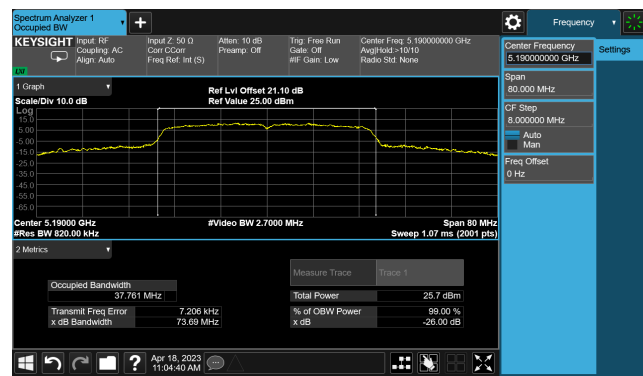 Spectrum Analyzer 1
Occupied BW
Frequency
KEYSIGHT
Input: RF
Coupling: AC
Align: Auto
Input Z: 50 Ω
Corr CCorr
Freq Ref: Int (S)
Atten: 10 dB
Preamp: Off
Trig: Free Run
Gate: Off
#IF Gain: Low
Center Freq: 5.190000000 GHz
Avg|Hold:>10/10
Radio Std: None
Center Frequency
5.190000000 GHz
Settings
Span
80.000 MHz
CF Step
8.000000 MHz
Auto
Man
Freq Offset
0 Hz
1 Graph
Scale/Div 10.0 dB
Ref Lvl Offset 21.10 dB
Ref Value 25.00 dBm
Log
15.0
5.00
-5.00
-15.0
-25.0
-35.0
-45.0
-55.0
-65.0
Center 5.19000 GHz
#Res BW 820.00 kHz
#Video BW 2.7000 MHz
Span 80 MHz
Sweep 1.07 ms (2001 pts)
2 Metrics
Measure Trace
Trace 1
Occupied Bandwidth
37.761 MHz
Total Power
25.7 dBm
Transmit Freq Error
7.206 kHz
% of OBW Power
99.00 %
x dB Bandwidth
73.69 MHz
x dB
-26.00 dB
Apr 18, 2023
11:04:40 AM